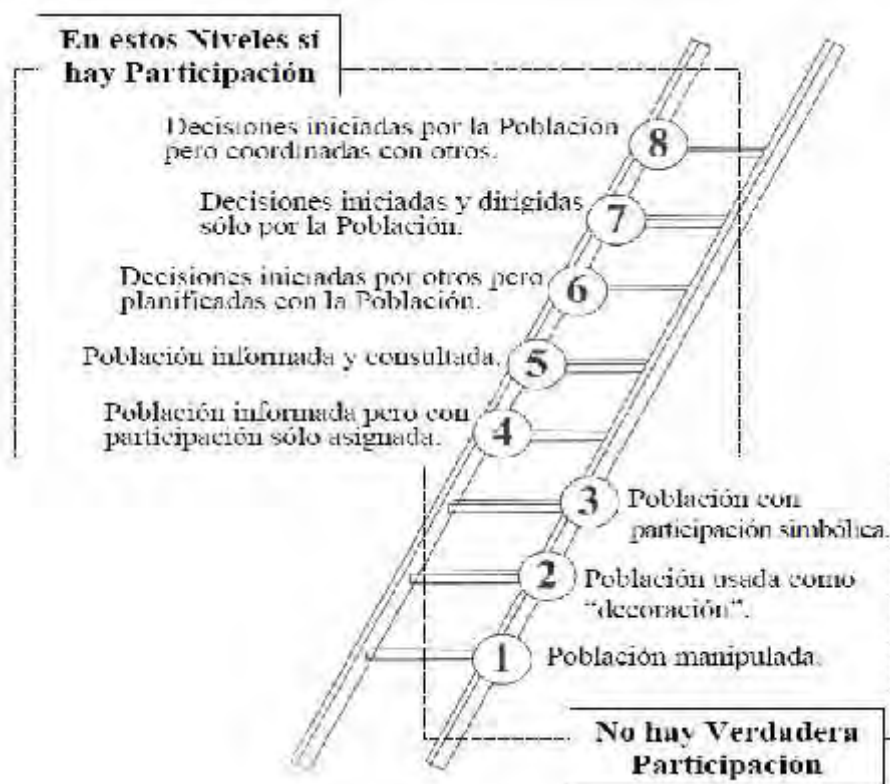 En estos Niveles sí
hay Participación
Decisiones iniciadas por la Población
pero coordinadas con otros.
8
Decisiones iniciadas y dirigidas
sólo por la Población.
7
Decisiones iniciadas por otros pero
planificadas con la Población.
6
Población informada y consultada.
5
Población informada pero con
participación sólo asignada.
4
3
Población con
participación simbólica.
2
Población usada como
"decoración".
1
Población manipulada.
No hay Verdadera
Participación